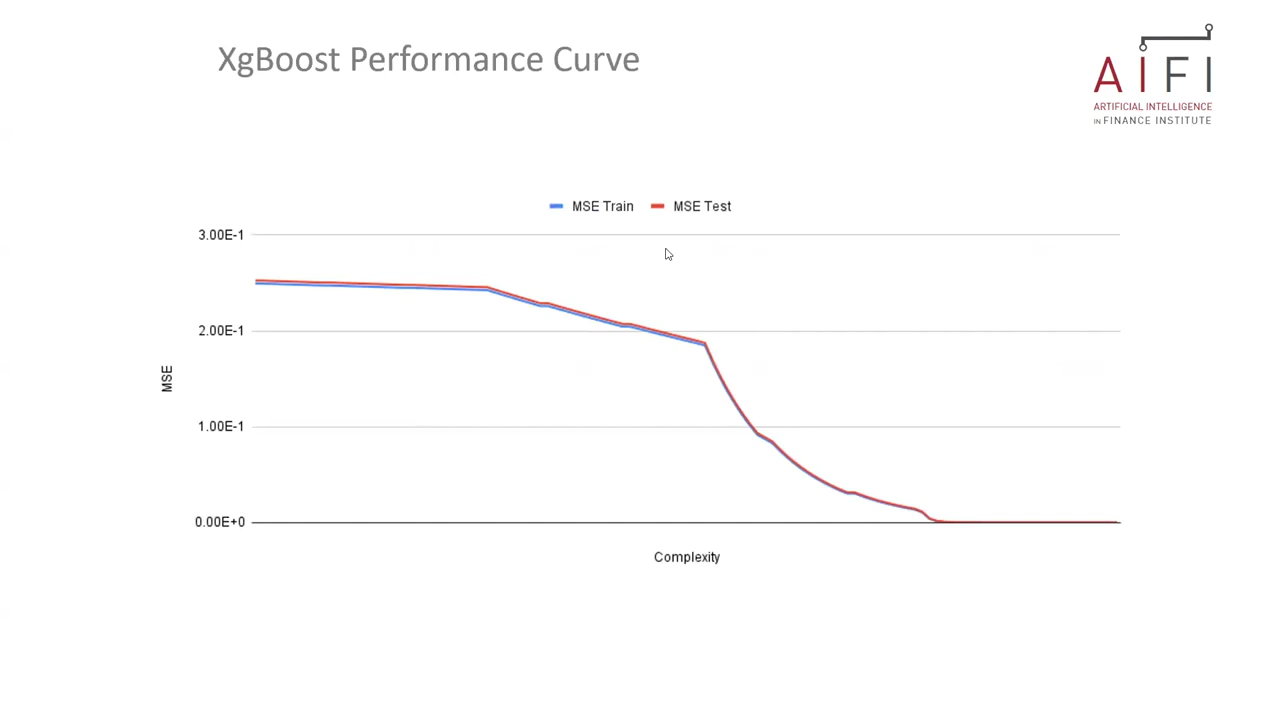 XgBoost Performance Curve
AIFI
ARTIFICIAL INTELLIGENCE
IN FINANCE INSTITUTE
MSE Train
MSE Test
3.00E-1
2.00E-1
MSE
1.00E-1
0.00E+0
Complexity